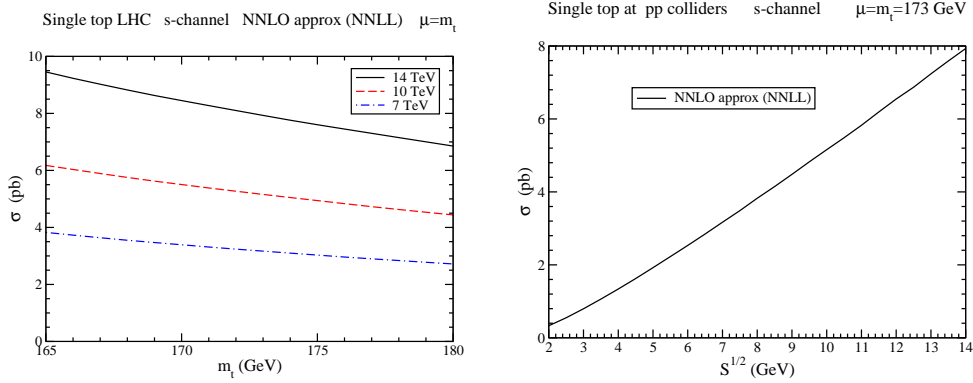 Single top LHC s-channel NNLO approx (NNLL) μ=m_t
10
8
6
4
2
0
σ (pb)
14 TeV
10 TeV
7 TeV
165 170 175 180
m_t (GeV)
Single top at pp colliders s-channel μ=m_t=173 GeV
8
6
4
2
0
σ (pb)
NNLO approx (NNLL)
2 3 4 5 6 7 8 9 10 11 12 13 14
S^1/2 (GeV)